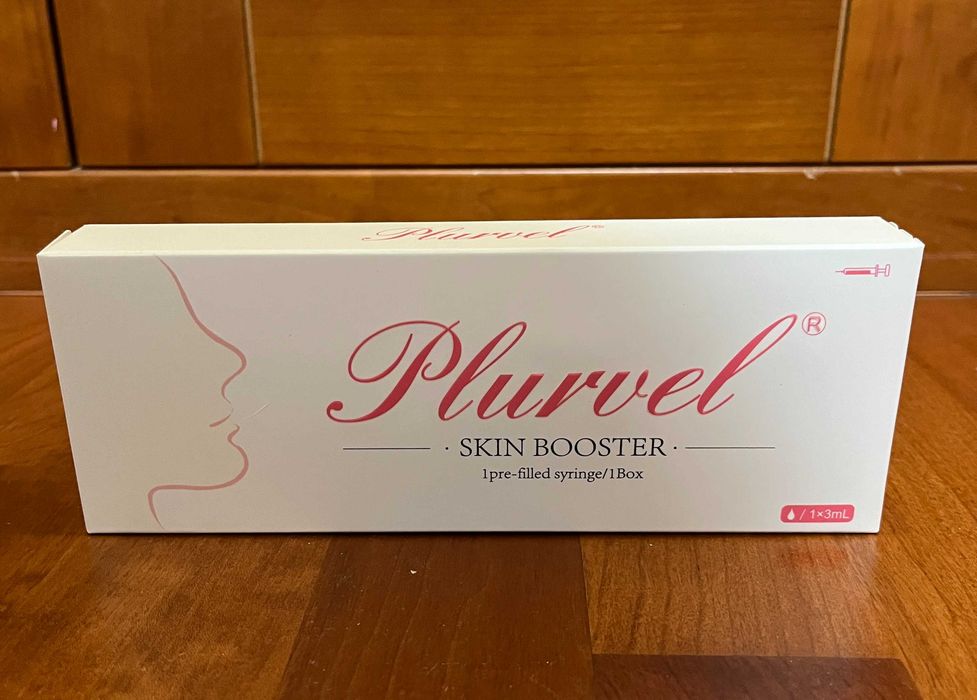 Plurvel®
Plurvel®
· SKIN BOOSTER ·
1pre-filled syringe/1Box
/ 1×3mL